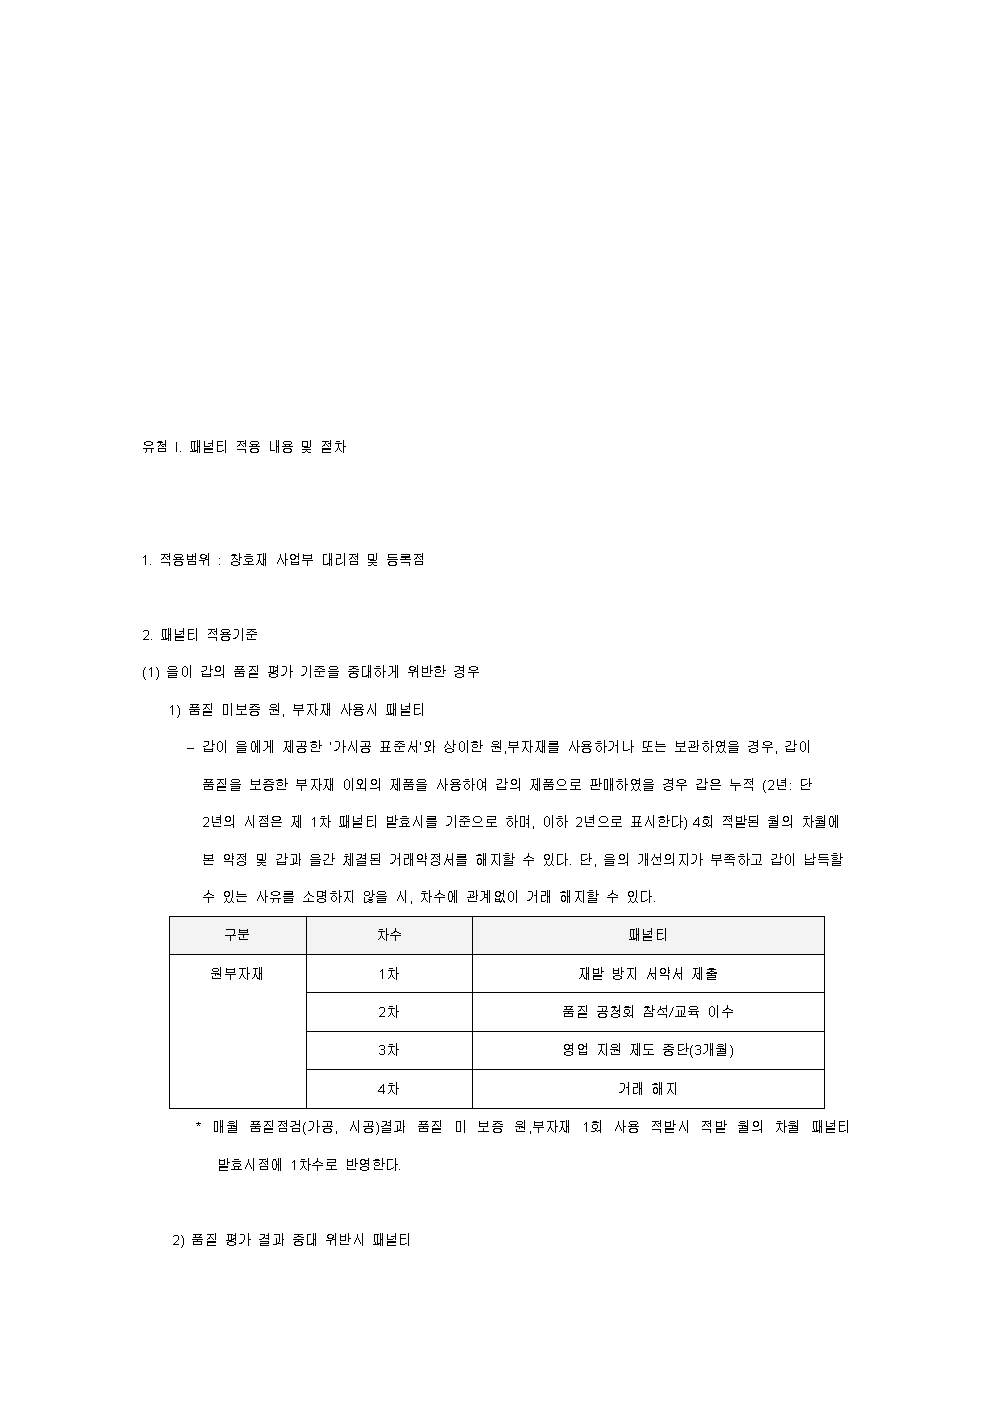 유첨 I. 패널티 적용 내용 및 절차
1. 적용범위 : 창호재 사업부 대리점 및 등록점
2. 패널티 적용기준
(1) 을이 갑의 품질 평가 기준을 중대하게 위반한 경우
1) 품질 미보증 원, 부자재 사용시 패널티
– 갑이 을에게 제공한 '가시공 표준서'와 상이한 원,부자재를 사용하거나 또는 보관하였을 경우, 갑이
품질을 보증한 부자재 이외의 제품을 사용하여 갑의 제품으로 판매하였을 경우 갑은 누적 (2년: 단
2년의 시점은 제 1차 패널티 발효시를 기준으로 하며, 이하 2년으로 표시한다) 4회 적발된 월의 차월에
본 약정 및 갑과 을간 체결된 거래약정서를 해지할 수 있다. 단, 을의 개선의지가 부족하고 갑이 납득할
수 있는 사유를 소명하지 않을 시, 차수에 관계없이 거래 해지할 수 있다.
구분 차수 패널티
원부자재 1차 재발 방지 서약서 제출
2차 품질 공청회 참석/교육 이수
3차 영업 지원 제도 중단(3개월)
4차 거래 해지
* 매월 품질점검(가공, 시공)결과 품질 미 보증 원,부자재 1회 사용 적발시 적발 월의 차월 패널티
발효시점에 1차수로 반영한다.
2) 품질 평가 결과 중대 위반시 패널티